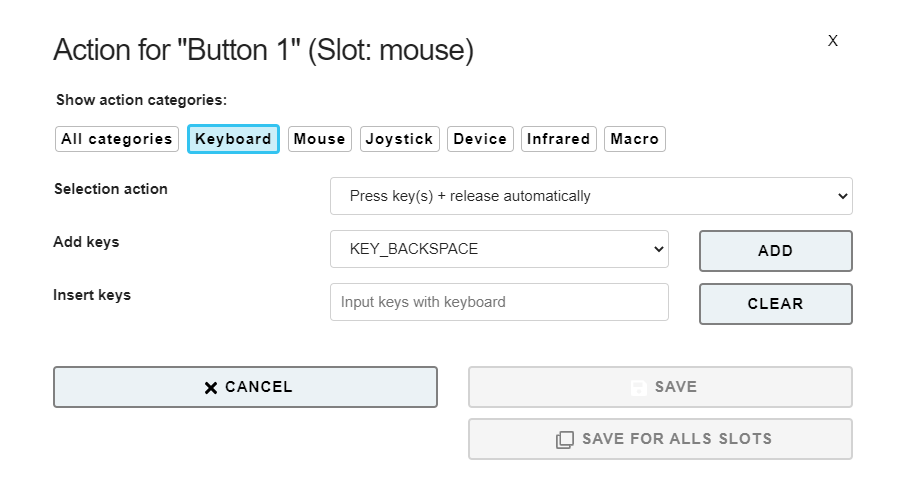 Action for "Button 1" (Slot: mouse)
X
Show action categories:
All categories Keyboard Mouse Joystick Device Infrared Macro
Selection action Press key(s) + release automatically
Add keys KEY_BACKSPACE ADD
Insert keys Input keys with keyboard CLEAR
CANCEL SAVE
SAVE FOR ALLS SLOTS